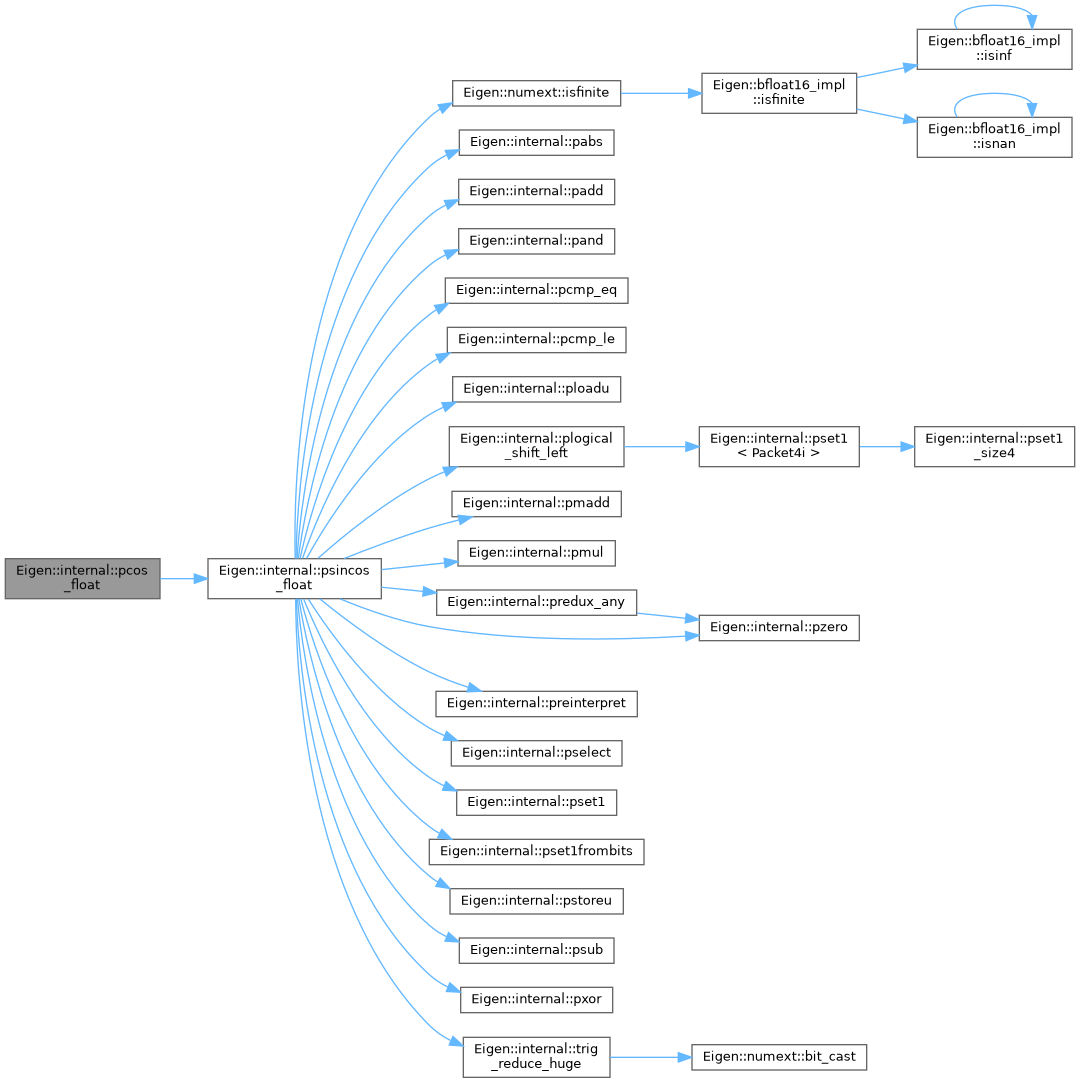 Eigen::bfloat16_impl
::isinf
Eigen::numext::isfinite
Eigen::bfloat16_impl
::isfinite
Eigen::bfloat16_impl
::isnan
Eigen::internal::pabs
Eigen::internal::padd
Eigen::internal::pand
Eigen::internal::pcmp_eq
Eigen::internal::pcmp_le
Eigen::internal::ploadu
Eigen::internal::plogical
_shift_left
Eigen::internal::pset1
< Packet4i >
Eigen::internal::pset1
_size4
Eigen::internal::pmadd
Eigen::internal::pmul
Eigen::internal::pcos
_float
Eigen::internal::psincos
_float
Eigen::internal::predux_any
Eigen::internal::pzero
Eigen::internal::preinterpret
Eigen::internal::pselect
Eigen::internal::pset1
Eigen::internal::pset1frombits
Eigen::internal::pstoreu
Eigen::internal::psub
Eigen::internal::pxor
Eigen::internal::trig
_reduce_huge
Eigen::numext::bit_cast